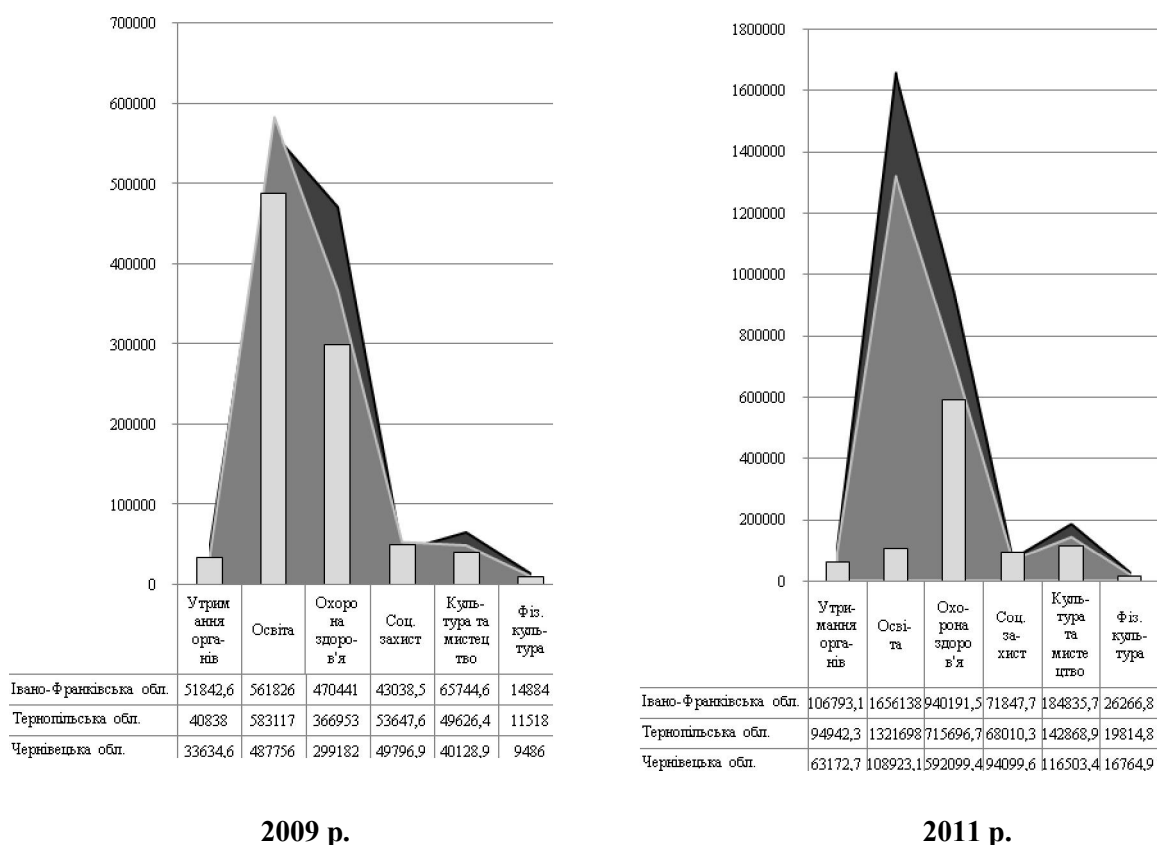 700000
600000
500000
400000
300000
200000
100000
0
Утрим
ання
орга-
нів
Освіта
Охоро
на
здоро-
в'я
Соц.
захист
Куль-
тура та
мистец
тво
Фіз.
куль-
тура
Івано-Франківська обл. 51842,6 561826 470441 43038,5 65744,6 14884
Тернопільська обл. 40838 583117 366953 53647,6 49626,4 11518
Чернівецька обл. 33634,6 487756 299182 49796,9 40128,9 9486
2009 р.
1800000
1600000
1400000
1200000
1000000
800000
600000
400000
200000
0
Утри-
мання
орга-
нів
Осві-
та
Охо-
рона
здоро
в'я
Соц.
за-
хист
Куль-
тура
та
мисте
цтво
Фіз.
куль-
тура
Івано-Франківська обл. 106793,1 1656138 940191,5 71847,7 184835,7 26266,8
Тернопільська обл. 94942,3 1321698 715696,7 68010,3 142868,9 19814,8
Чернівецька обл. 63172,7 108923,1 592099,4 94099,6 116503,4 16764,9
2011 р.